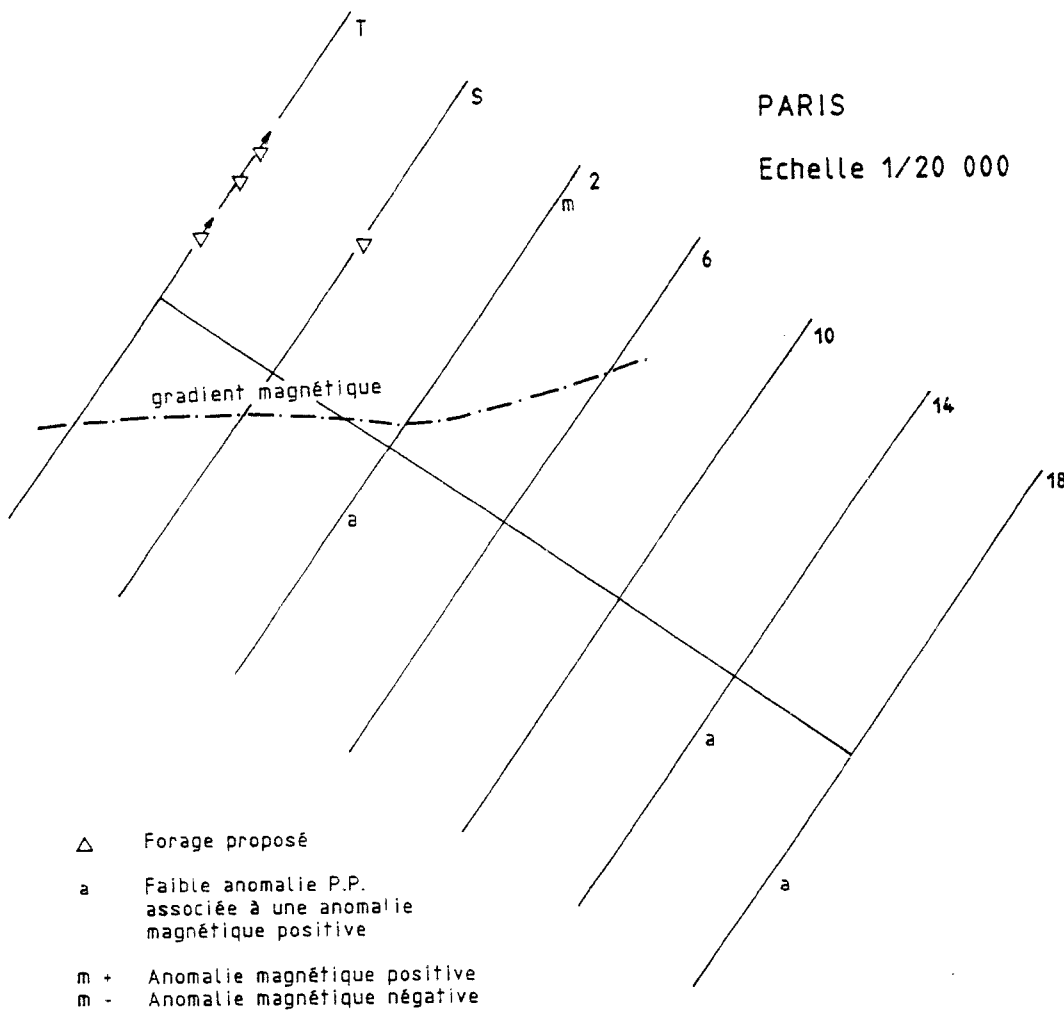 T
S
PARIS
Echelle 1/20 000
2
m
6
10
gradient magnétique
14
18
a
a
a
Forage proposé
a Faible anomalie P.P.
associée à une anomalie
magnétique positive
m + Anomalie magnétique positive
m - Anomalie magnétique négative